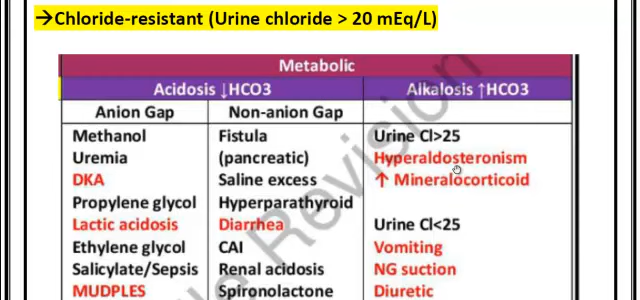 →Chloride-resistant (Urine chloride > 20 mEq/L)
Metabolic
Acidosis ↓HCO3 Alkalosis ↑HCO3
Anion Gap Non-anion Gap
Methanol Fistula Urine Cl>25
Uremia (pancreatic) Hyperaldosteronism
DKA Saline excess ↑ Mineralocorticoid
Propylene glycol Hyperparathyroid
Lactic acidosis Diarrhea Urine Cl<25
Ethylene glycol CAI Vomiting
Salicylate/Sepsis Renal acidosis NG suction
MUDPLES Spironolactone Diuretic
Revision